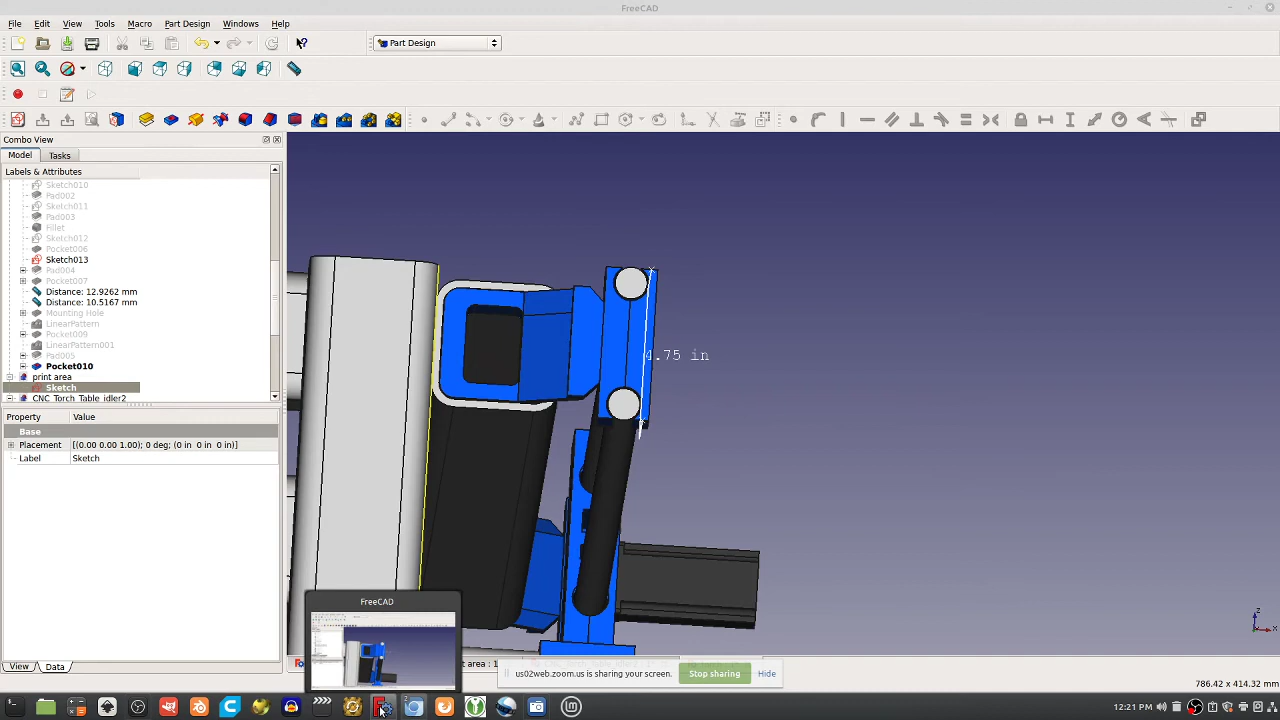 FreeCAD
File Edit View Tools Macro Part Design Windows Help
Part Design
Combo View
Model Tasks
Labels & Attributes
Sketch010
Pad002
Sketch011
Pad003
Fillet
Sketch012
Pocket006
Sketch013
Pad004
Pocket007
Distance: 12.9262 mm
Distance: 10.5167 mm
Mounting Hole
LinearPattern
Pocket009
LinearPattern001
Pad005
Pocket010
print area
Sketch
CNC_Torch_Table_idler2
Property Value
Base
Placement [(0.00 0.00 1.00); 0 deg; (0 in 0 in 0 in)]
Label Sketch
4.75 in
FreeCAD
View Data
us02web.zoom.us is sharing your screen. Stop sharing Hide
786.42 x 414.32 mm
12:21 PM